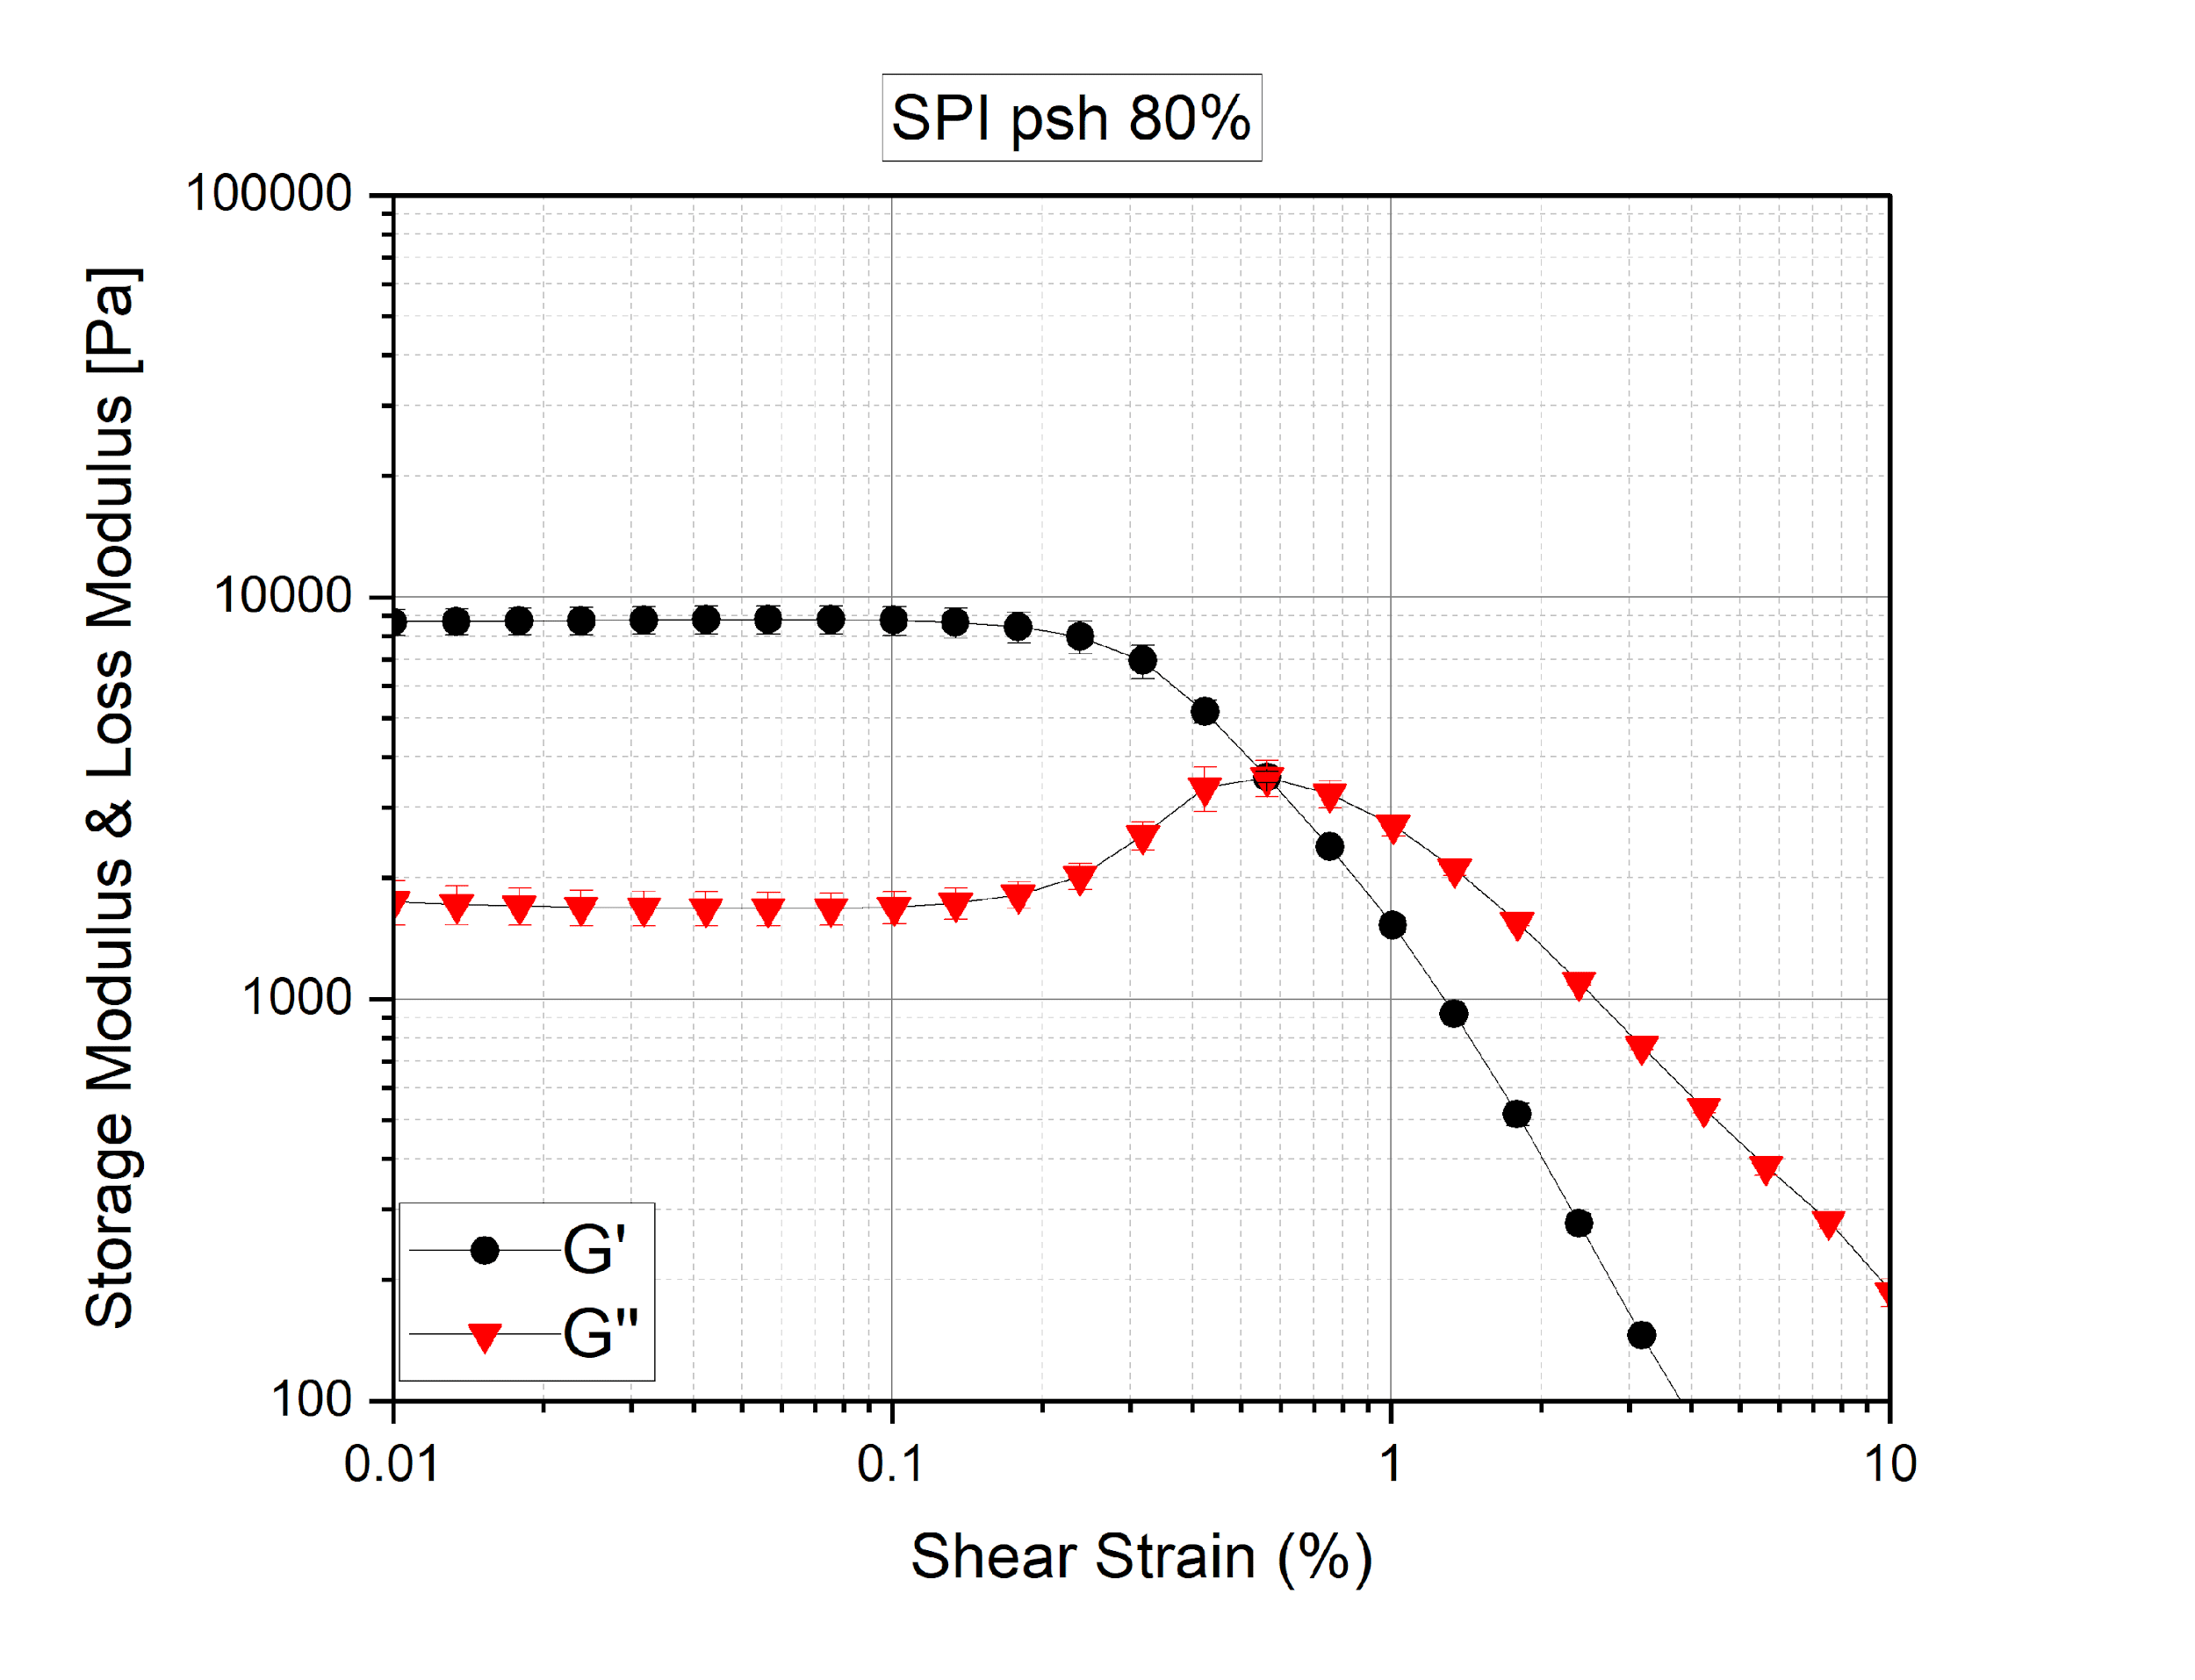 SPI psh 80%
Storage Modulus & Loss Modulus [Pa]
100000
10000
1000
100
G'
G"
0.01
0.1
1
10
Shear Strain (%)